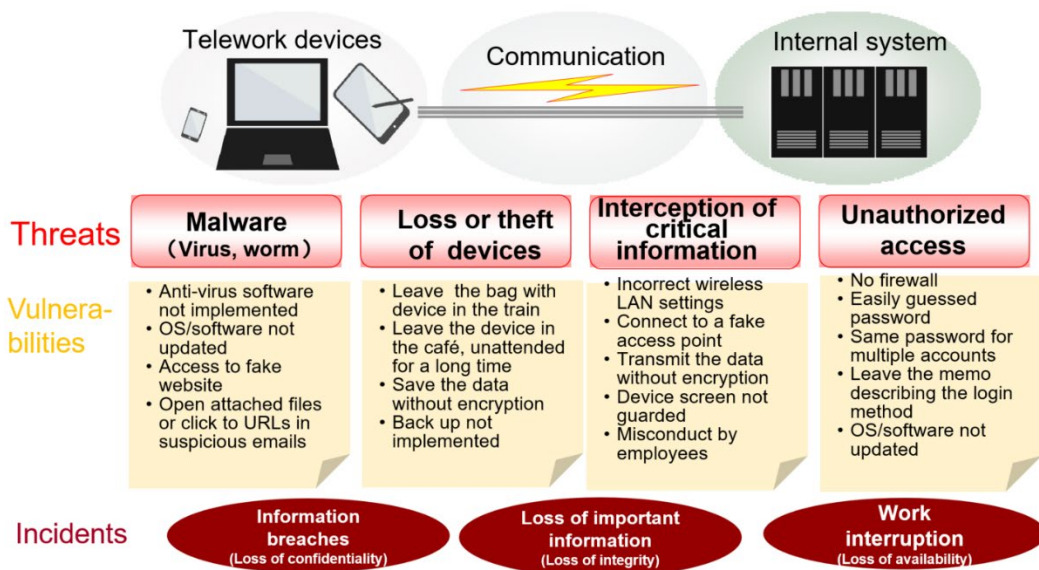 Telework devices
Communication
Internal system
Threats
Malware
(Virus, worm)
Loss or theft
of devices
Interception of
critical
information
Unauthorized
access
Vulnera-
bilities
• Anti-virus software
not implemented
• OS/software not
updated
• Access to fake
website
• Open attached files
or click to URLs in
suspicious emails
• Leave the bag with
device in the train
• Leave the device in
the café, unattended
for a long time
• Save the data
without encryption
• Back up not
implemented
• Incorrect wireless
LAN settings
• Connect to a fake
access point
• Transmit the data
without encryption
• Device screen not
guarded
• Misconduct by
employees
• No firewall
• Easily guessed
password
• Same password for
multiple accounts
• Leave the memo
describing the login
method
• OS/software not
updated
Incidents
Information
breaches
(Loss of confidentiality)
Loss of important
information
(Loss of integrity)
Work
interruption
(Loss of availability)